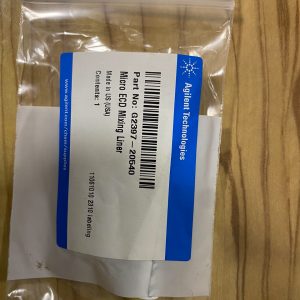 Agilent Technologies
Part No: G2397-20540
Micro ECD Mixing Liner
Made in US (USA)
Contents: 1
www.agilent.com/chem/supplies